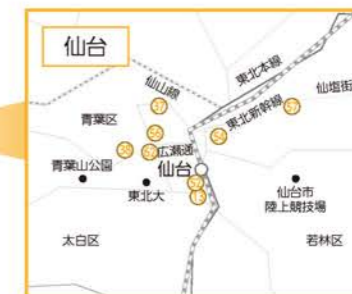 仙台
東北本線
仙山線
仙塩街
東北新幹線
青葉区
広瀬通
仙台
青葉山公園
東北大
仙台市
陸上競技場
太白区
若林区